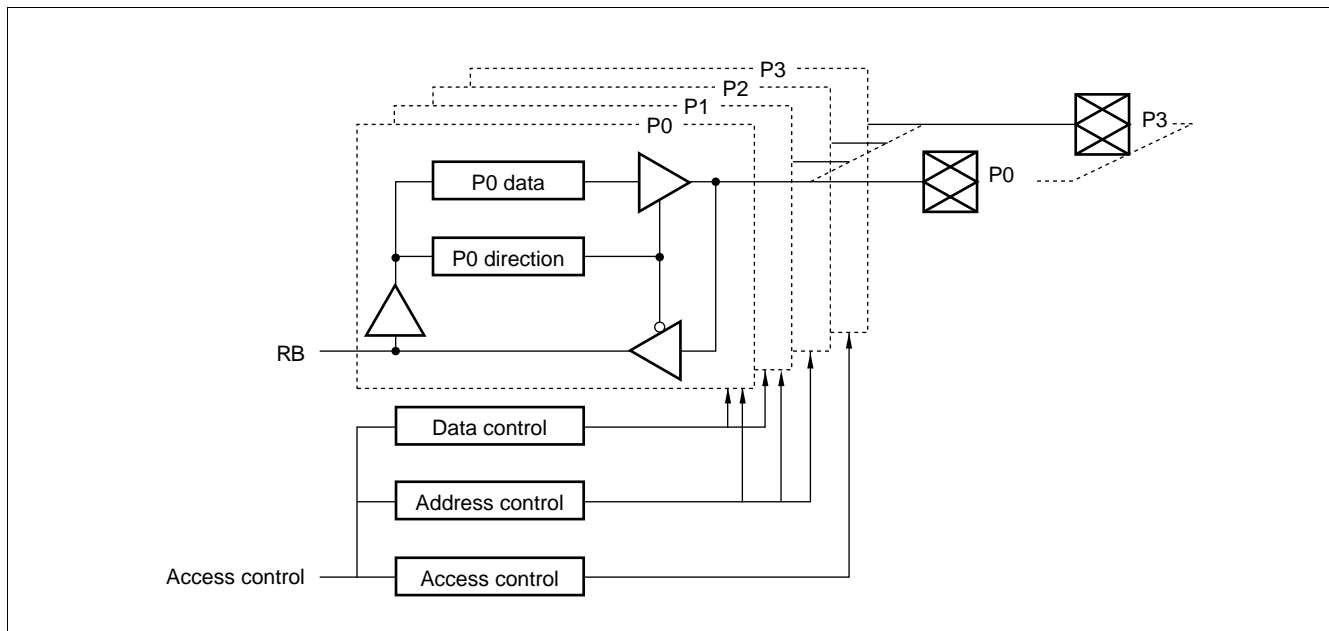 P3
P2
P1
P0
P3
P0 data
P0
P0 direction
RB
Data control
Address control
Access control
Access control